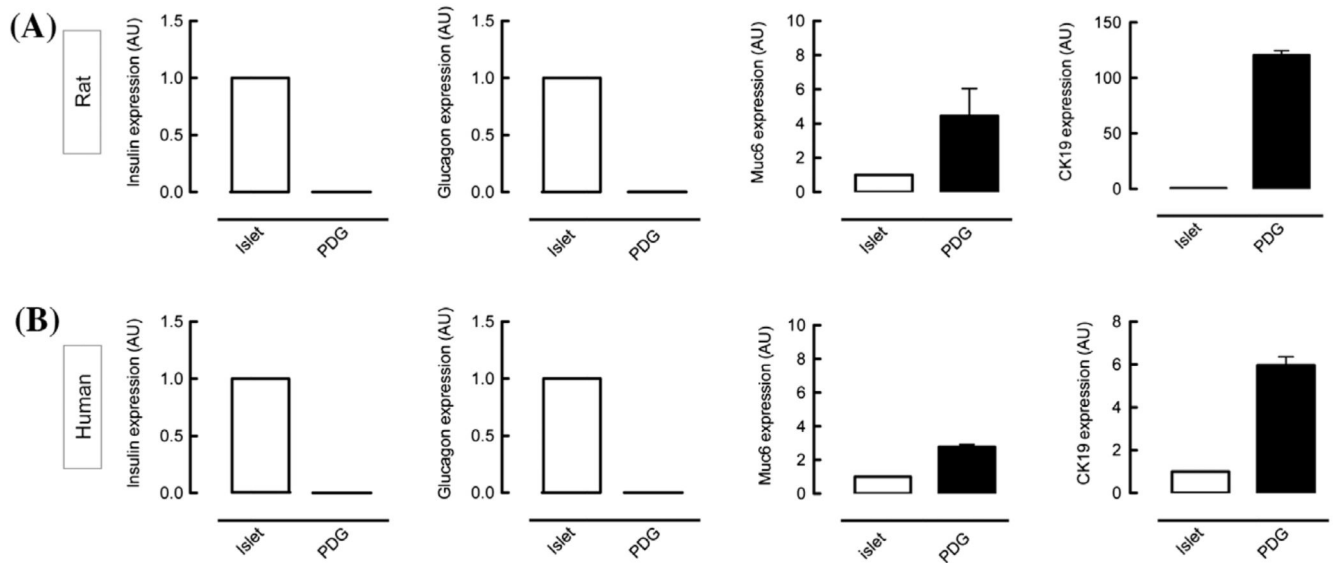 (A)
Rat
Insulin expression (AU)
1.5
1.0
0.5
0.0
Islet
PDG
Glucagon expression (AU)
1.5
1.0
0.5
0.0
Islet
PDG
Muc6 expression (AU)
10
8
6
4
2
0
Islet
PDG
CK19 expression (AU)
150
100
50
0
Islet
PDG
(B)
Human
Insulin expression (AU)
1.5
1.0
0.5
0.0
Islet
PDG
Glucagon expression (AU)
1.5
1.0
0.5
0.0
Islet
PDG
Muc6 expression (AU)
10
8
6
4
2
0
islet
PDG
CK19 expression (AU)
8
6
4
2
0
Islet
PDG